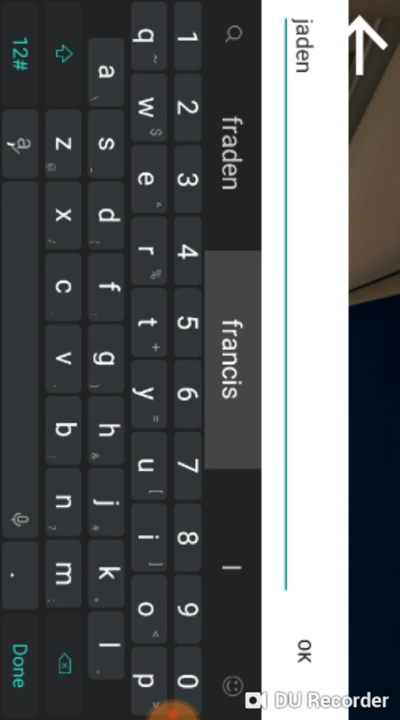 jaden
OK
fraden
francis
I
1 2 3 4 5 6 7 8 9 0
q w e r t y u i o p
a s d f g h j k l
z x c v b n m
12#
a
.
Done
DU Recorder